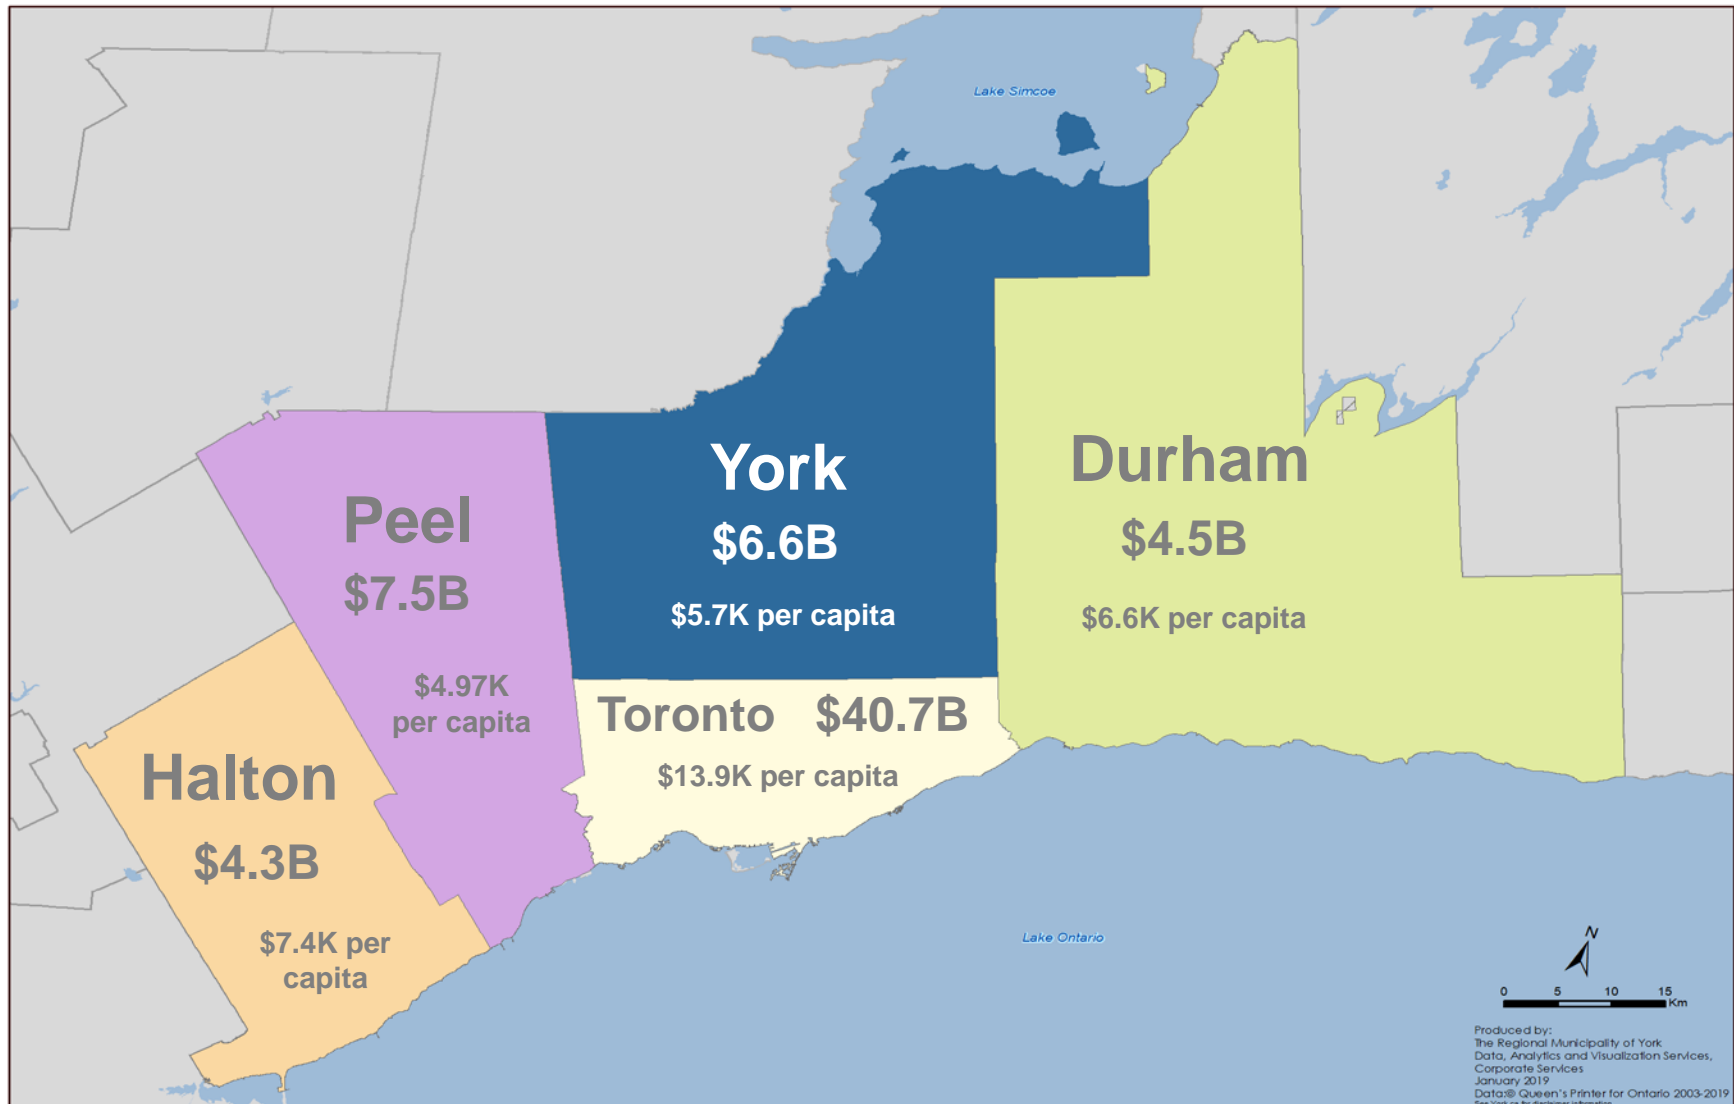 Lake Simcoe
York
$6.6B
$5.7K per capita
Durham
$4.5B
$6.6K per capita
Peel
$7.5B
$4.97K
per capita
Toronto $40.7B
$13.9K per capita
Halton
$4.3B
$7.4K per
capita
Lake Ontario
N
0 5 10 15
Km
Produced by:
The Regional Municipality of York
Data, Analytics and Visualization Services,
Corporate Services
January 2019
Data:© Queen's Printer for Ontario 2003-2019